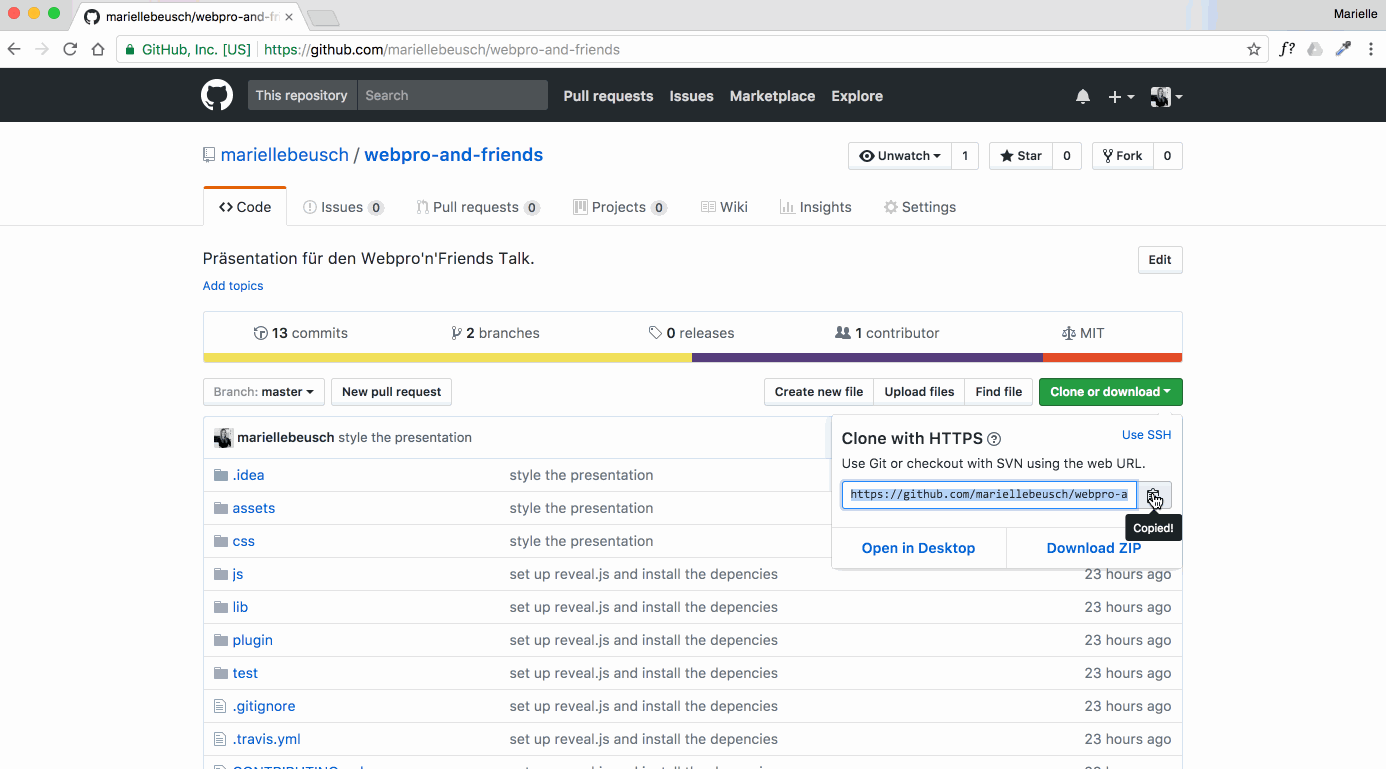 mariellebeusch/webpro-and-fr
Marielle
GitHub, Inc. [US] https://github.com/mariellebeusch/webpro-and-friends f?
This repository Search Pull requests Issues Marketplace Explore
mariellebeusch / webpro-and-friends Unwatch 1 Star 0 Fork 0
Code Issues 0 Pull requests 0 Projects 0 Wiki Insights Settings
Präsentation für den Webpro'n'Friends Talk. Edit
Add topics
13 commits 2 branches 0 releases 1 contributor MIT
Branch: master New pull request Create new file Upload files Find file Clone or download
mariellebeusch style the presentation
Clone with HTTPS ? Use SSH
Use Git or checkout with SVN using the web URL.
https://github.com/mariellebeusch/webpro-a
Copied!
Open in Desktop Download ZIP
.idea style the presentation
assets style the presentation
css style the presentation
js set up reveal.js and install the depencies 23 hours ago
lib set up reveal.js and install the depencies 23 hours ago
plugin set up reveal.js and install the depencies 23 hours ago
test set up reveal.js and install the depencies 23 hours ago
.gitignore set up reveal.js and install the depencies 23 hours ago
.travis.yml set up reveal.js and install the depencies 23 hours ago